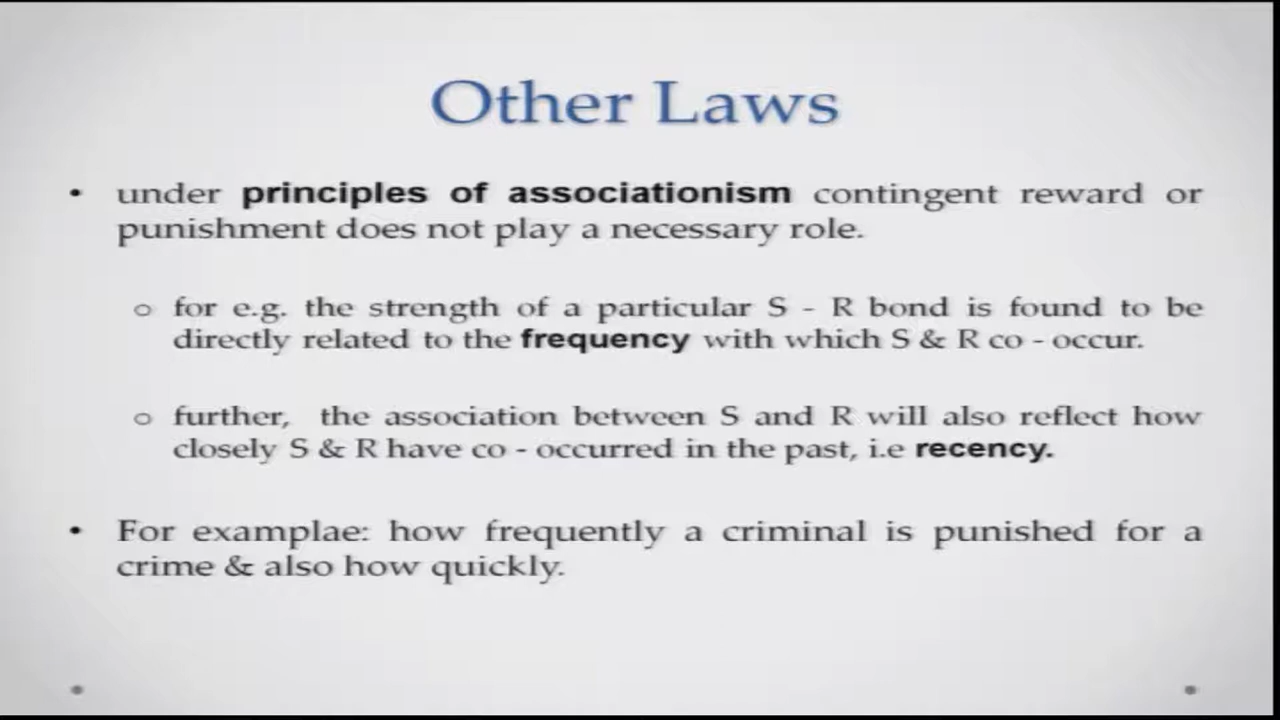 Other Laws
• under principles of associationism contingent reward or
punishment does not play a necessary role.
o for e.g. the strength of a particular S - R bond is found to be
directly related to the frequency with which S & R co - occur.
o further, the association between S and R will also reflect how
closely S & R have co - occurred in the past, i.e recency.
• For examplae: how frequently a criminal is punished for a
crime & also how quickly.